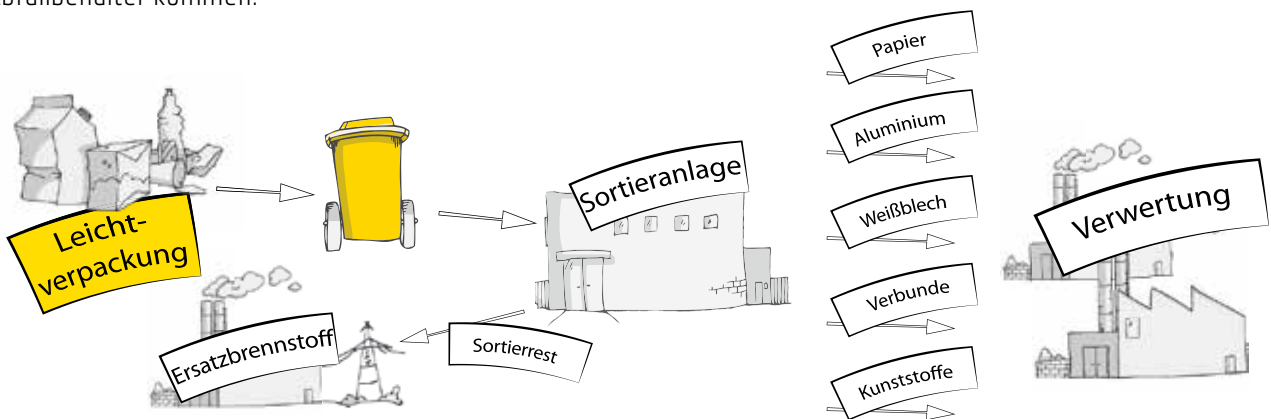 abfallbehälter kommen.
Leicht-
verpackung
Sortieranlage
Ersatzbrennstoff
Sortierrest
Papier
Aluminium
Weißblech
Verbunde
Kunststoffe
Verwertung